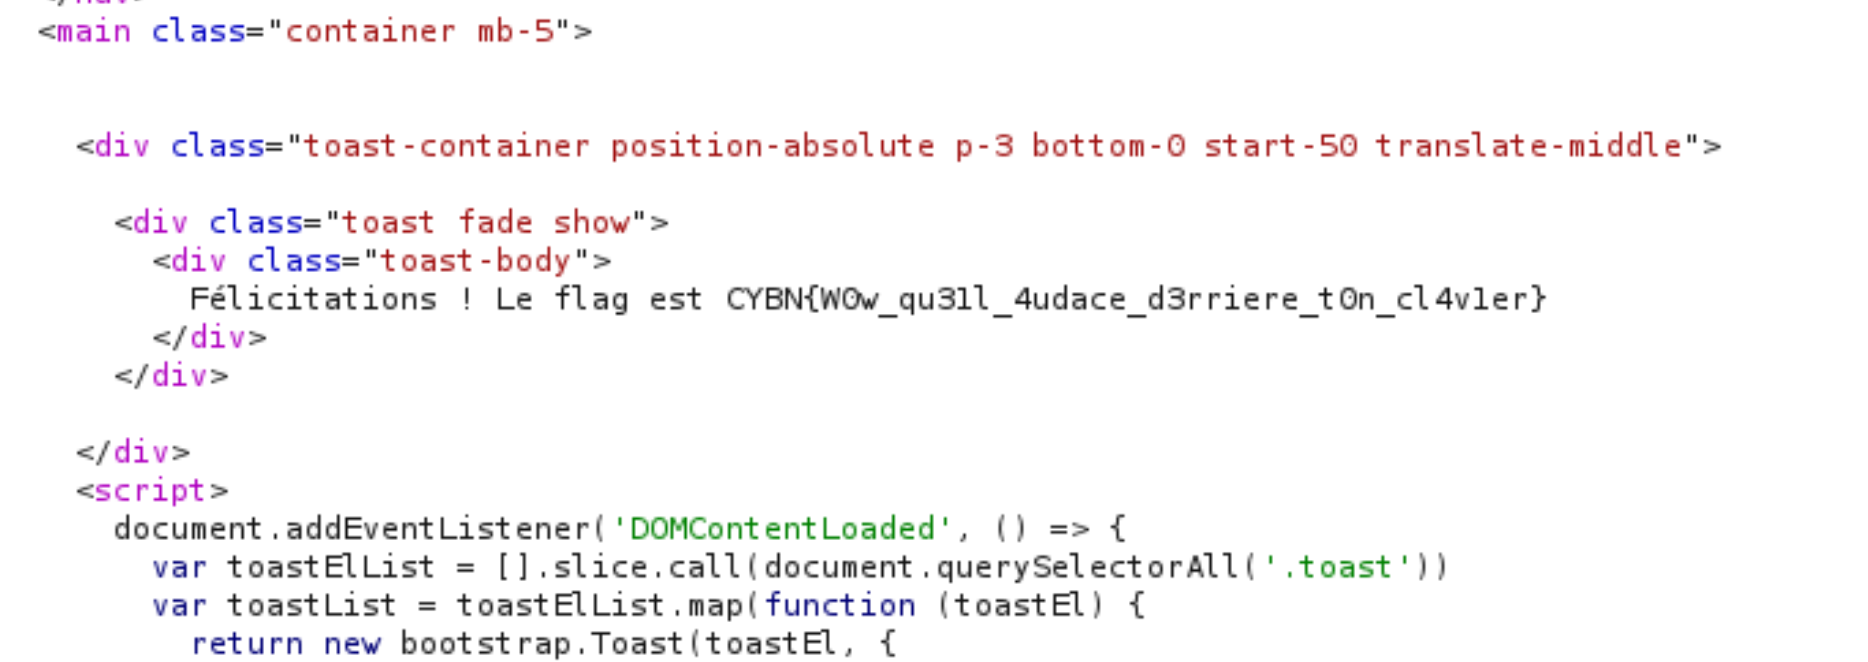 </nav>
<main class="container mb-5">
<div class="toast-container position-absolute p-3 bottom-0 start-50 translate-middle">
<div class="toast fade show">
<div class="toast-body">
Félicitations ! Le flag est CYBN{W0w_qu3ll_4udace_d3rriere_t0n_cl4v1er}
</div>
</div>
</div>
<script>
document.addEventListener('DOMContentLoaded', () => {
var toastElList = [].slice.call(document.querySelectorAll('.toast'))
var toastList = toastElList.map(function (toastEl) {
return new bootstrap.Toast(toastEl, {